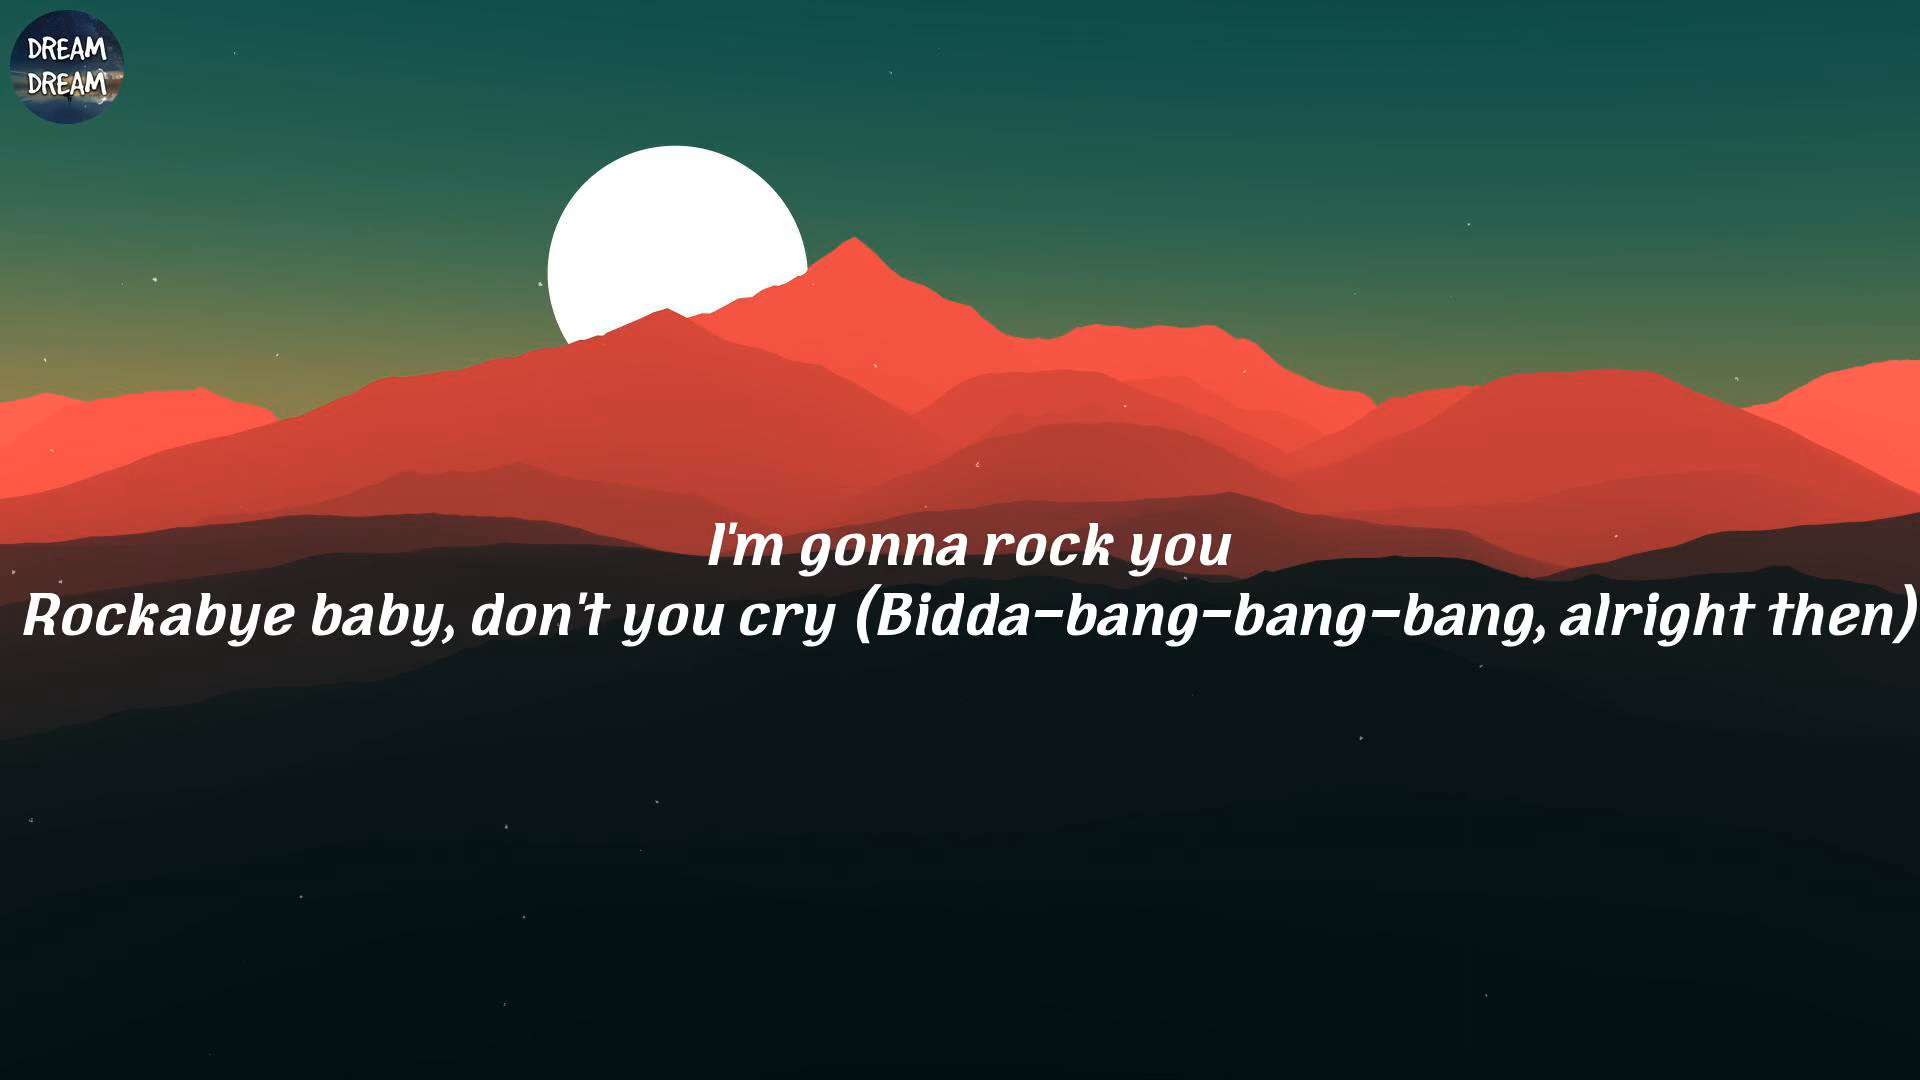 DREAM
DREAM
I'm gonna rock you
Rockabye baby, don't you cry (Bidda-bang-bang-bang, alright then)